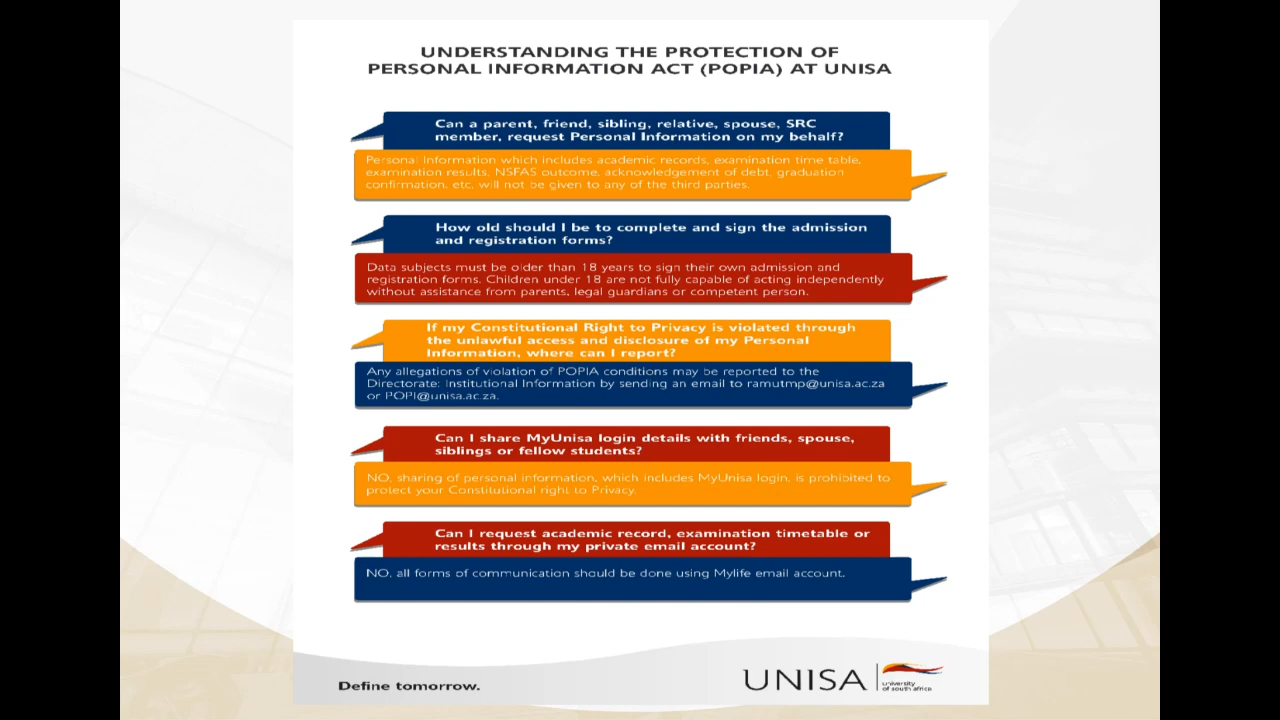 UNDERSTANDING THE PROTECTION OF
PERSONAL INFORMATION ACT (POPIA) AT UNISA
Can a parent, friend, sibling, relative, spouse, SRC
member, request Personal Information on my behalf?
Personal Information which includes academic records, examination time table,
examination results, NSFAS outcome, acknowledgement of debt, graduation
confirmation, etc. will not be given to any of the third parties.
How old should I be to complete and sign the admission
and registration forms?
Data subjects must be older than 18 years to sign their own admission and
registration forms. Children under 18 are not fully capable of acting independently
without assistance from parents, legal guardians or competent person.
If my Constitutional Right to Privacy is violated through
the unlawful access and disclosure of my Personal
Information, where can I report?
Any allegations of violation of POPIA conditions may be reported to the
Directorate: Institutional Information by sending an email to ramutmp@unisa.ac.za
or POPI@unisa.ac.za.
Can I share MyUnisa login details with friends, spouse,
siblings or fellow students?
NO, sharing of personal information, which includes MyUnisa login, is prohibited to
protect your Constitutional right to Privacy.
Can I request academic record, examination timetable or
results through my private email account?
NO, all forms of communication should be done using Mylife email account.
Define tomorrow.
UNISA
university
of south africa